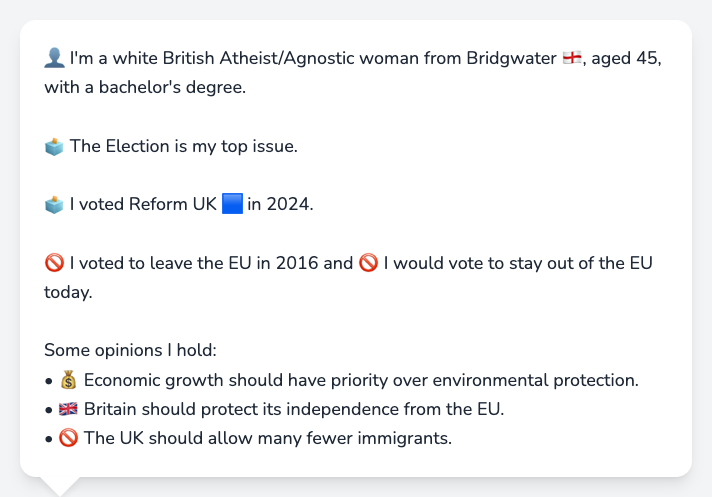 👤 I'm a white British Atheist/Agnostic woman from Bridgwater 🏴󠁧󠁢󠁥󠁮󠁧󠁿, aged 45,
with a bachelor's degree.
🗳️ The Election is my top issue.
🗳️ I voted Reform UK 🟦 in 2024.
🚫 I voted to leave the EU in 2016 and 🚫 I would vote to stay out of the EU
today.
Some opinions I hold:
• 💰 Economic growth should have priority over environmental protection.
• 🇬🇧 Britain should protect its independence from the EU.
• 🚫 The UK should allow many fewer immigrants.